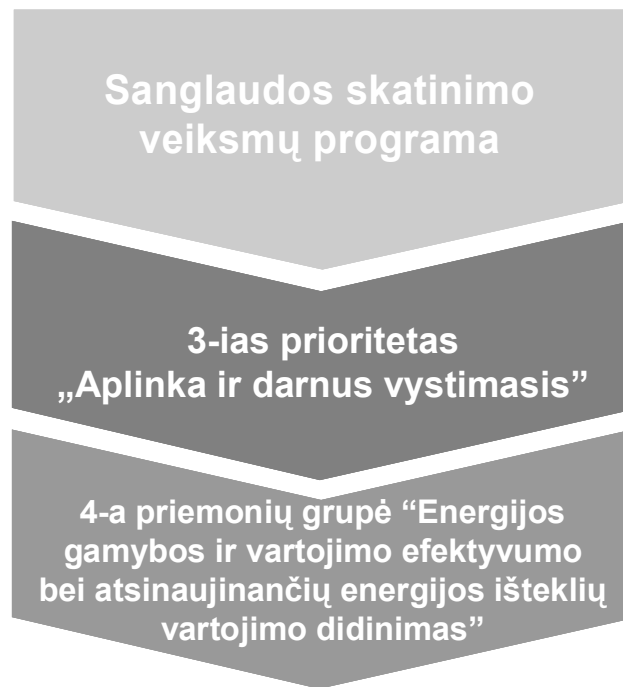 Sanglaudos skatinimo
veiksmų programa
3-ias prioritetas
„Aplinka ir darnus vystimasis”
4-a priemonių grupė “Energijos
gamybos ir vartojimo efektyvumo
bei atsinaujinančių energijos išteklių
vartojimo didinimas”